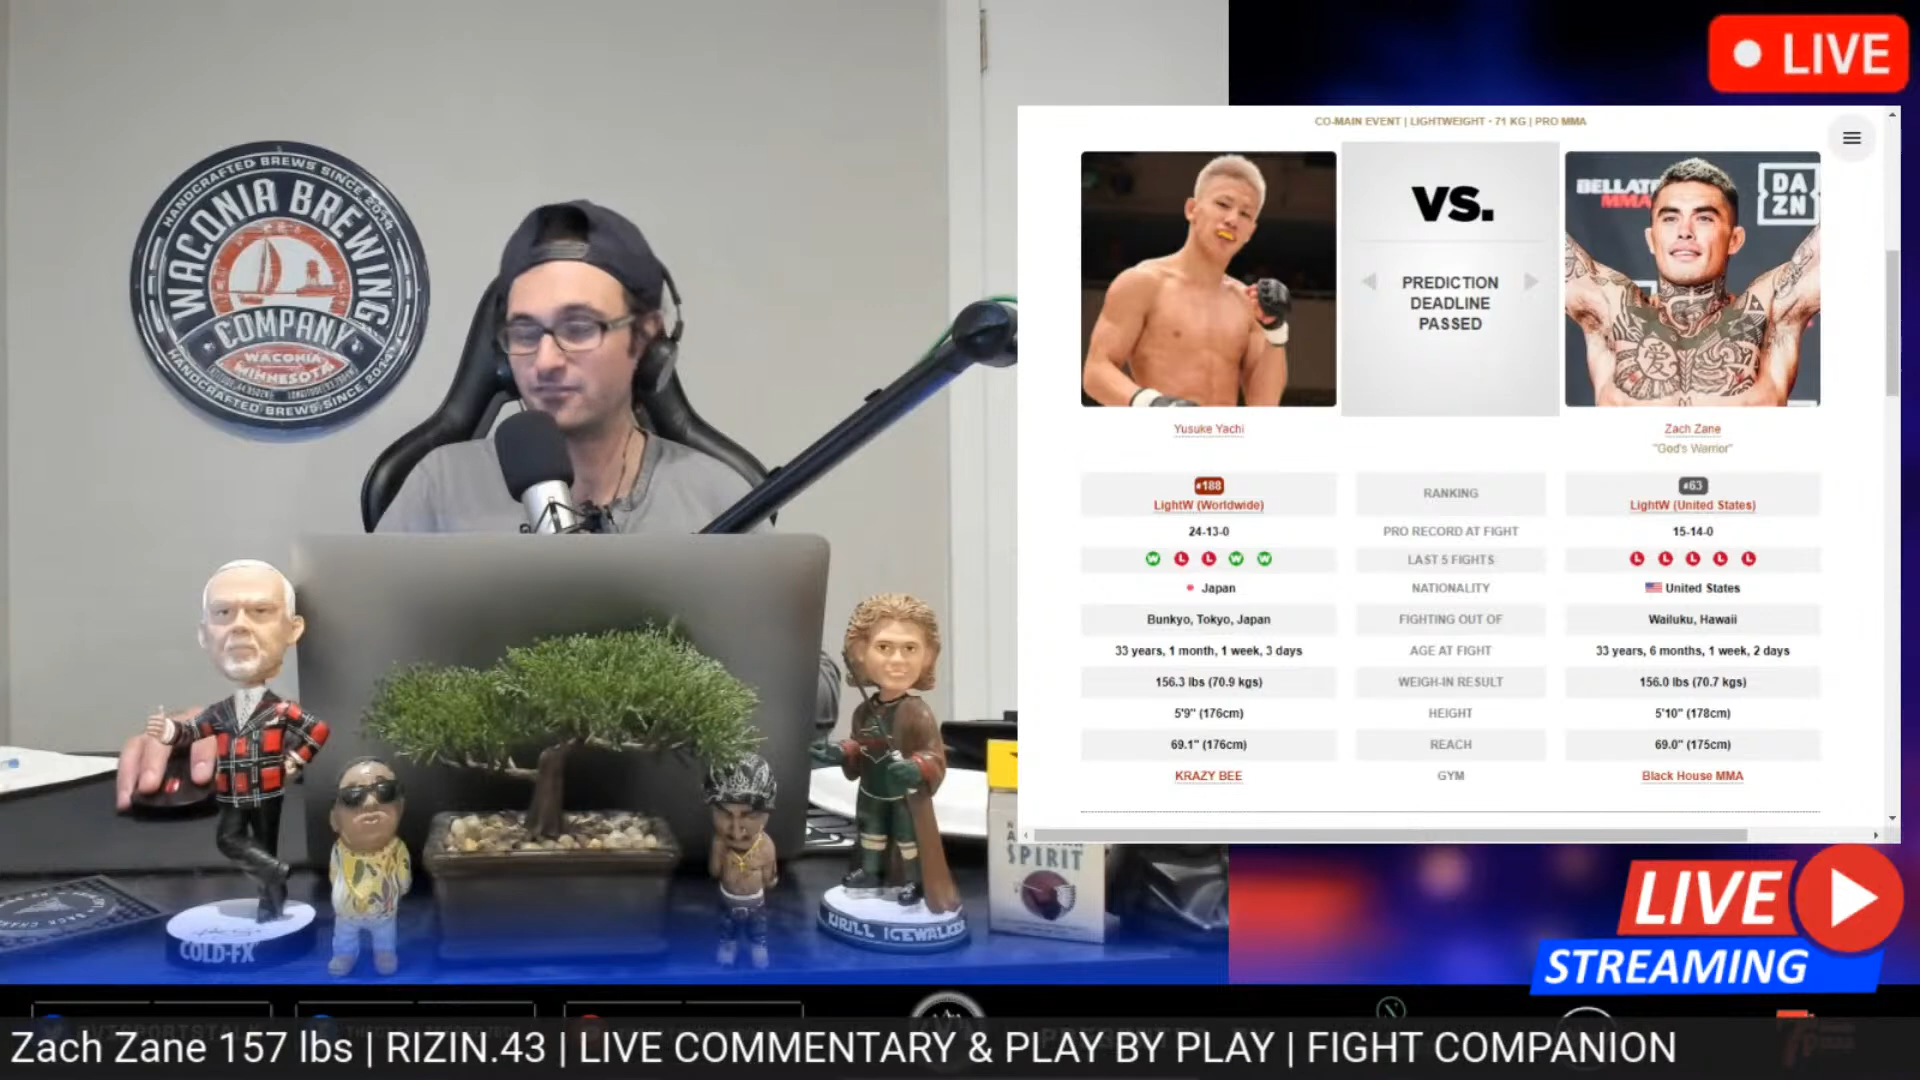 LIVE
HANDCRAFTED BREWS SINCE 2014
WACONIA BREWING
COMPANY
WACONIA
MINNESOTA
HANDCRAFTED BREWS SINCE 2014
CO-MAIN EVENT | LIGHTWEIGHT · 71 KG | PRO MMA
BELLAT
MMA
DA
ZN
VS.
PREDICTION
DEADLINE
PASSED
Yusuke Yachi
Zach Zane
"God's Warrior"
#188 RANKING #63
LightW (Worldwide) LightW (United States)
24-13-0 PRO RECORD AT FIGHT 15-14-0
W L L W W LAST 5 FIGHTS L L L L L
Japan NATIONALITY United States
Bunkyo, Tokyo, Japan FIGHTING OUT OF Wailuku, Hawaii
33 years, 1 month, 1 week, 3 days AGE AT FIGHT 33 years, 6 months, 1 week, 2 days
156.3 lbs (70.9 kgs) WEIGH-IN RESULT 156.0 lbs (70.7 kgs)
5'9" (176cm) HEIGHT 5'10" (178cm)
69.1" (176cm) REACH 69.0" (175cm)
KRAZY BEE GYM Black House MMA
SPIRIT
COLD-FX
KIRILL ICEWALKER
LIVE
STREAMING
Zach Zane 157 lbs | RIZIN.43 | LIVE COMMENTARY & PLAY BY PLAY | FIGHT COMPANION